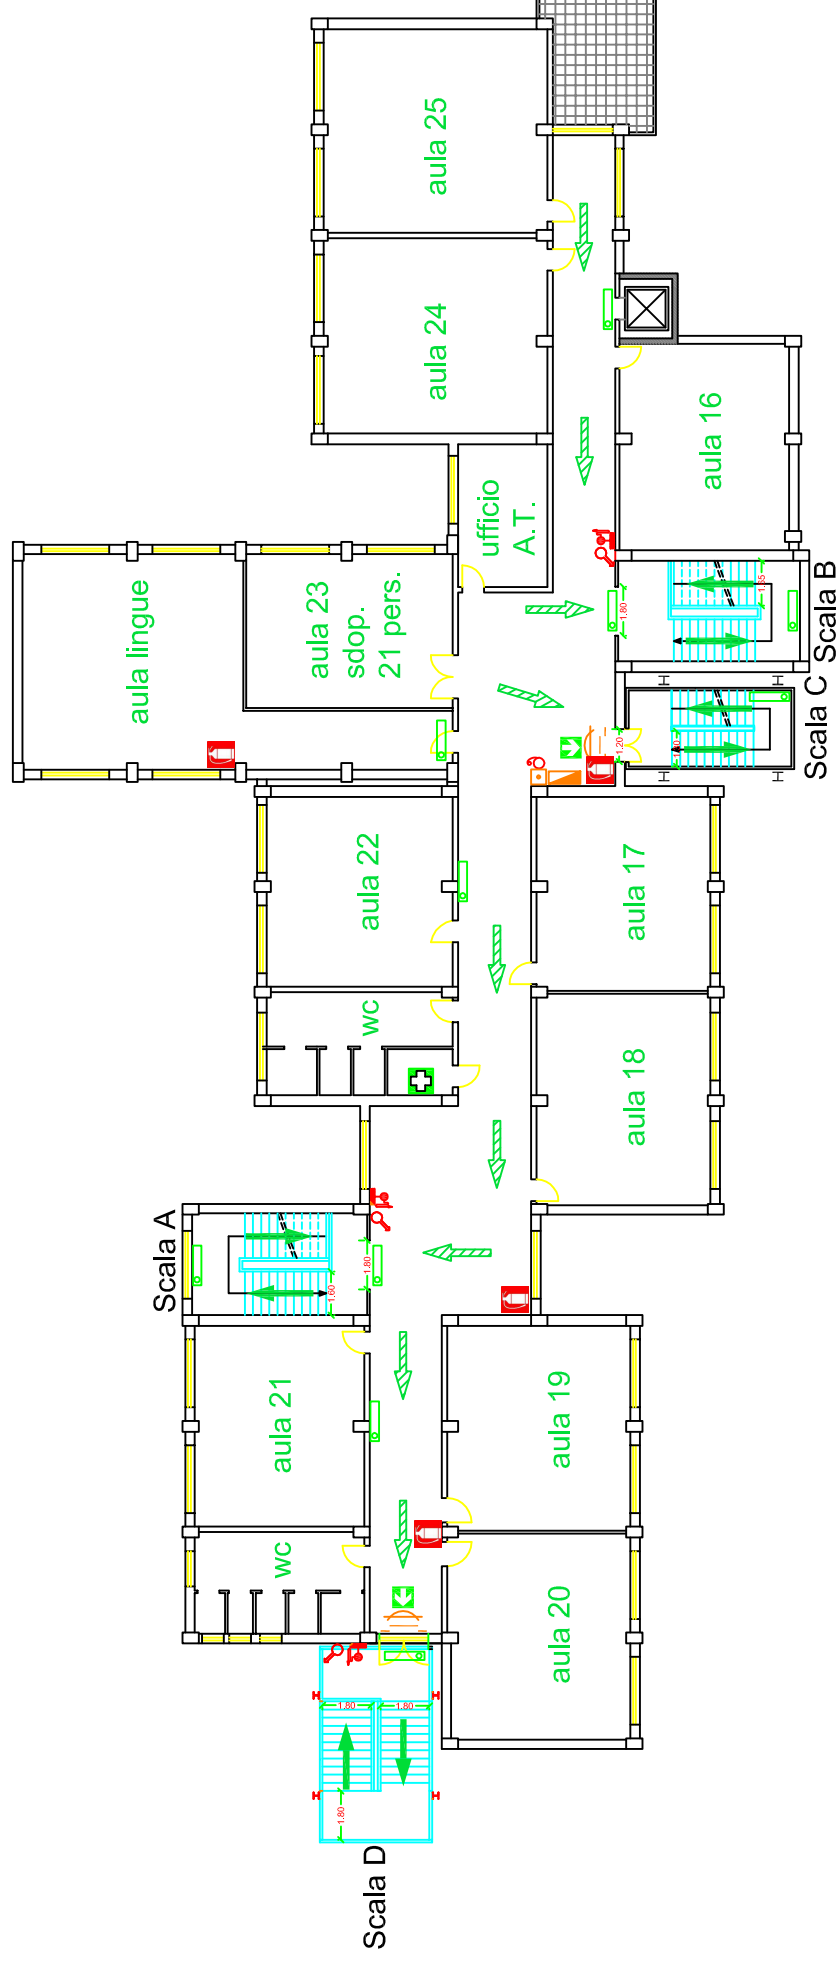 aula 25
aula 24
aula 16
ufficio
A.T.
aula lingue
aula 23
sdop.
21 pers.
1,80
1,65
Scala B
Scala C
1,20
aula 22
aula 17
wc
aula 18
Scala A
1.80
1,60
aula 21
aula 19
wc
aula 20
1.80
1.80
1.80
Scala D